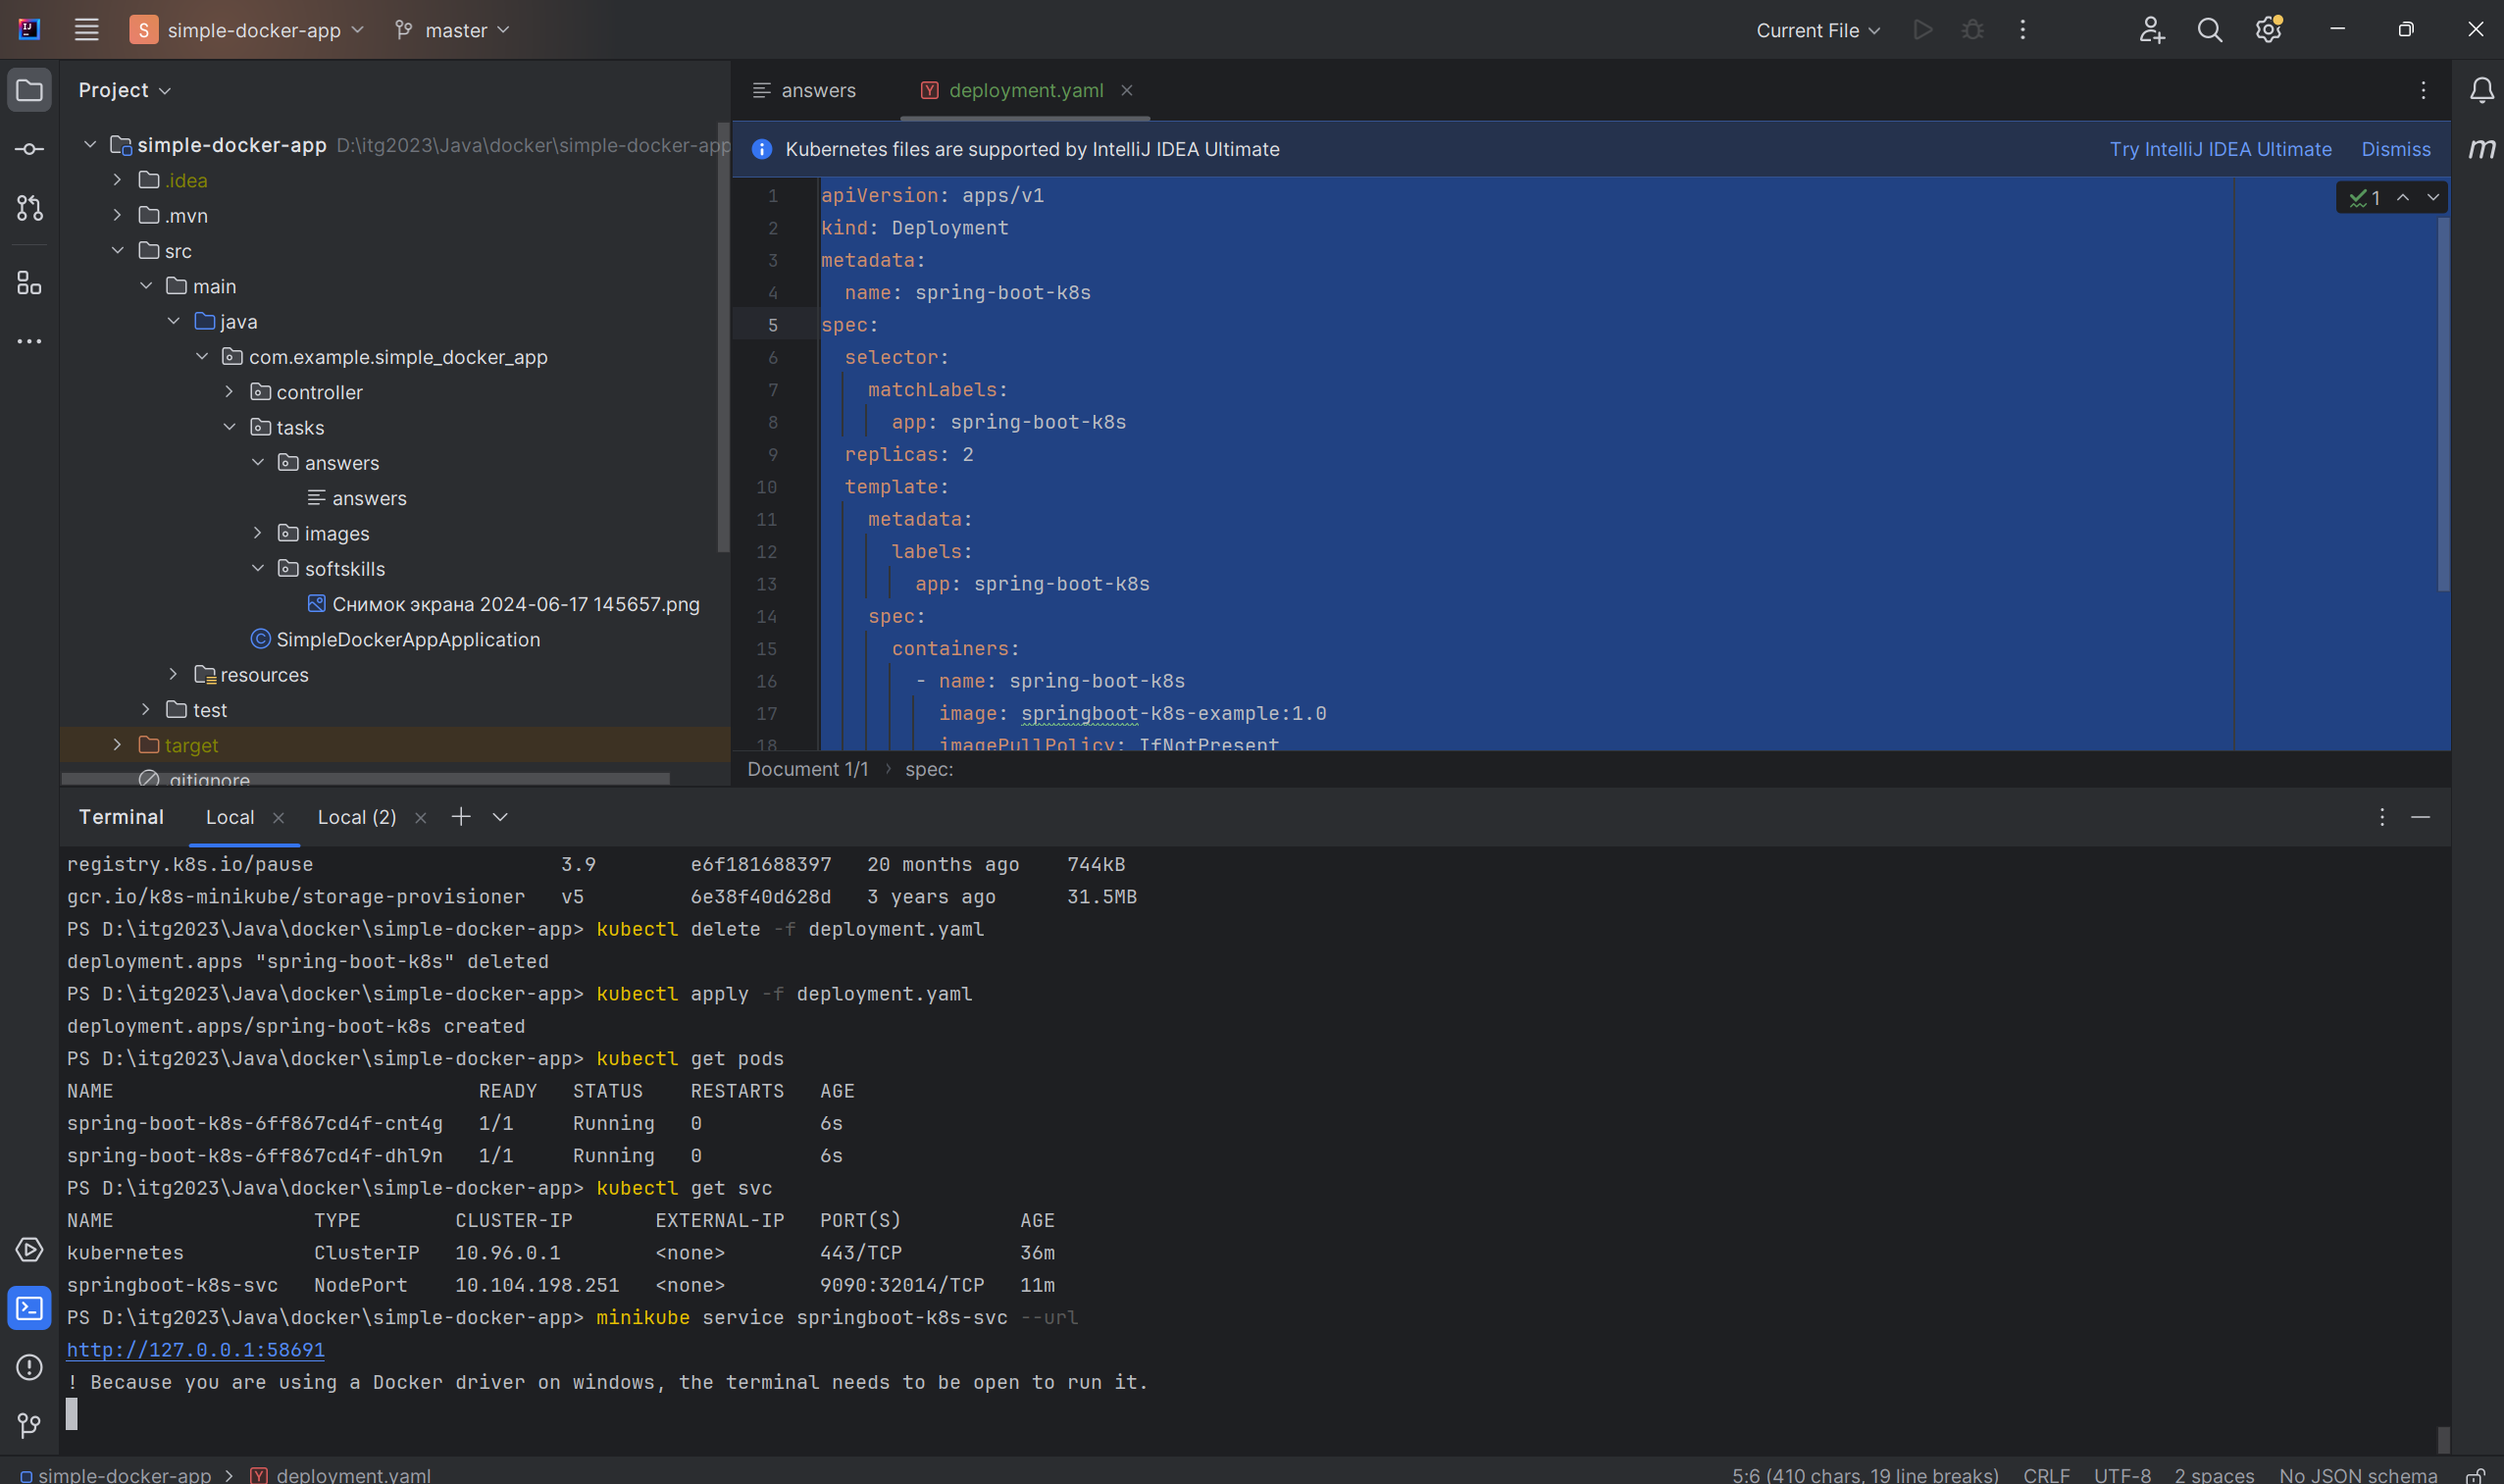 simple-docker-app
master
Current File
Project
simple-docker-app D:\itg2023\Java\docker\simple-docker-app
.idea
.mvn
src
main
java
com.example.simple_docker_app
controller
tasks
answers
answers
images
softskills
Снимок экрана 2024-06-17 145657.png
SimpleDockerAppApplication
resources
test
target
.gitignore
answers
deployment.yaml
Kubernetes files are supported by IntelliJ IDEA Ultimate
Try IntelliJ IDEA Ultimate Dismiss
1
1 apiVersion: apps/v1
2 kind: Deployment
3 metadata:
4 name: spring-boot-k8s
5 spec:
6 selector:
7 matchLabels:
8 app: spring-boot-k8s
9 replicas: 2
10 template:
11 metadata:
12 labels:
13 app: spring-boot-k8s
14 spec:
15 containers:
16 - name: spring-boot-k8s
17 image: springboot-k8s-example:1.0
18 imagePullPolicy: IfNotPresent
Document 1/1 › spec:
Terminal Local Local (2)
registry.k8s.io/pause 3.9 e6f181688397 20 months ago 744kB
gcr.io/k8s-minikube/storage-provisioner v5 6e38f40d628d 3 years ago 31.5MB
PS D:\itg2023\Java\docker\simple-docker-app> kubectl delete -f deployment.yaml
deployment.apps "spring-boot-k8s" deleted
PS D:\itg2023\Java\docker\simple-docker-app> kubectl apply -f deployment.yaml
deployment.apps/spring-boot-k8s created
PS D:\itg2023\Java\docker\simple-docker-app> kubectl get pods
NAME READY STATUS RESTARTS AGE
spring-boot-k8s-6ff867cd4f-cnt4g 1/1 Running 0 6s
spring-boot-k8s-6ff867cd4f-dhl9n 1/1 Running 0 6s
PS D:\itg2023\Java\docker\simple-docker-app> kubectl get svc
NAME TYPE CLUSTER-IP EXTERNAL-IP PORT(S) AGE
kubernetes ClusterIP 10.96.0.1 <none> 443/TCP 36m
springboot-k8s-svc NodePort 10.104.198.251 <none> 9090:32014/TCP 11m
PS D:\itg2023\Java\docker\simple-docker-app> minikube service springboot-k8s-svc --url
http://127.0.0.1:58691
! Because you are using a Docker driver on windows, the terminal needs to be open to run it.
simple-docker-app > deployment.yaml
5:6 (410 chars, 19 line breaks) CRLF UTF-8 2 spaces No JSON schema